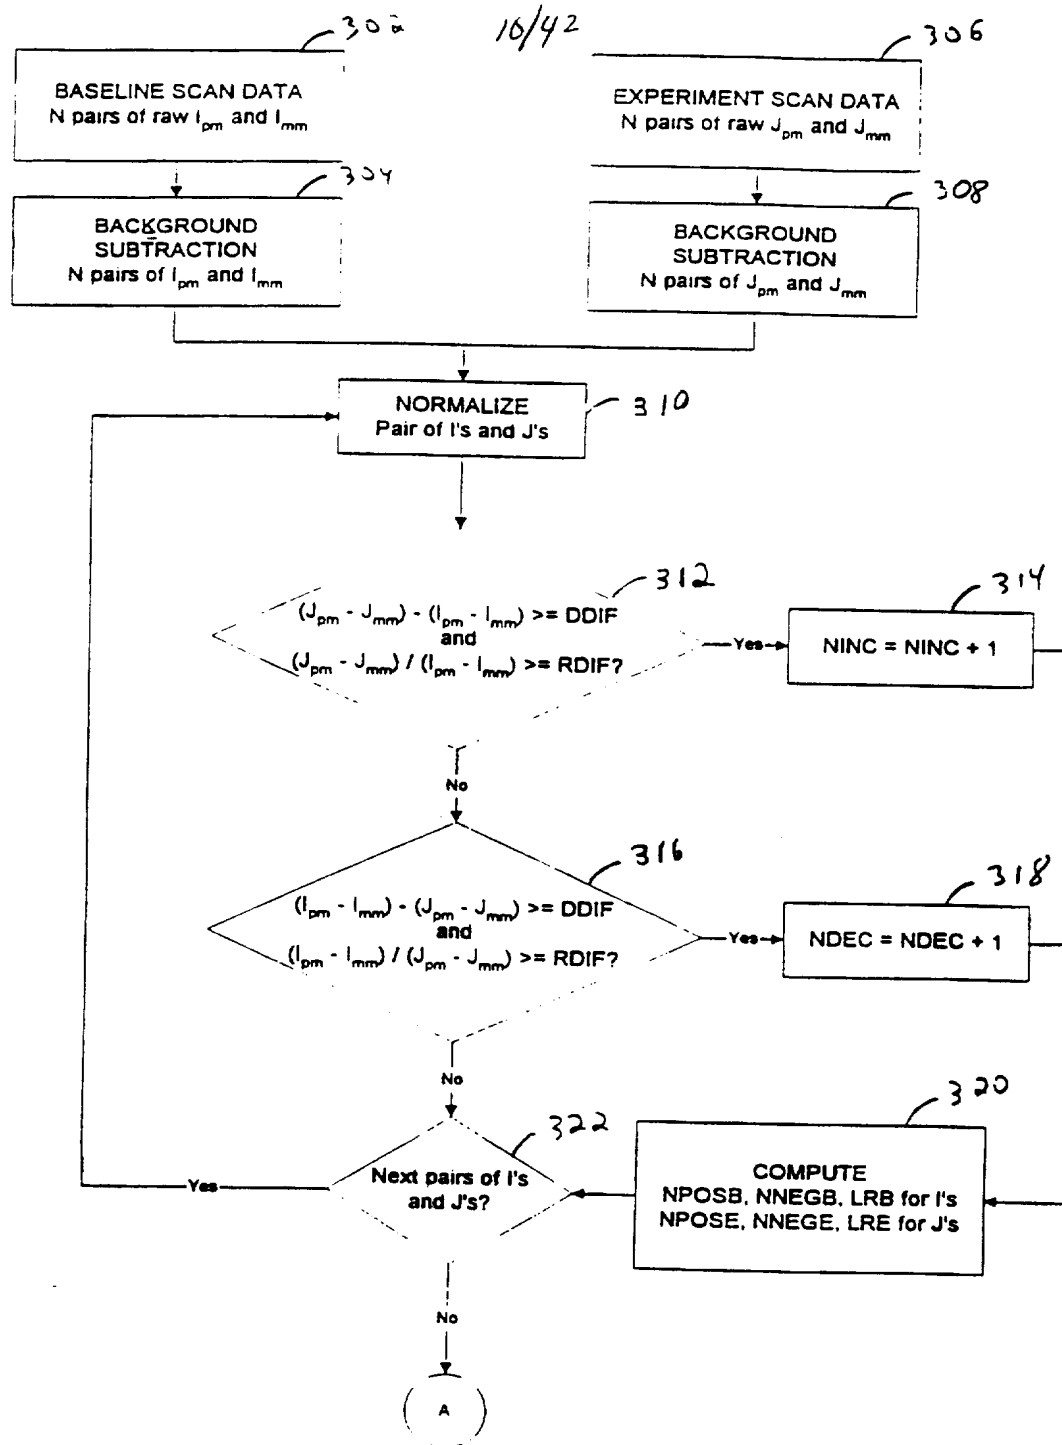 302
10/42
306
BASELINE SCAN DATA
N pairs of raw Ipm and Imm
EXPERIMENT SCAN DATA
N pairs of raw Jpm and Jmm
304
308
BACKGROUND
SUBTRACTION
N pairs of Ipm and Imm
BACKGROUND
SUBTRACTION
N pairs of Jpm and Jmm
NORMALIZE
Pair of I's and J's
310
312
(Jpm - Jmm) - (Ipm - Imm) >= DDIF
and
(Jpm - Jmm) / (Ipm - Imm) >= RDIF?
Yes
314
NINC = NINC + 1
No
316
(Ipm - Imm) - (Jpm - Jmm) >= DDIF
and
(Ipm - Imm) / (Jpm - Jmm) >= RDIF?
Yes
318
NDEC = NDEC + 1
No
322
Next pairs of I's
and J's?
Yes
320
COMPUTE
NPOSB, NNEGB, LRB for I's
NPOSE, NNEGE, LRE for J's
No
A